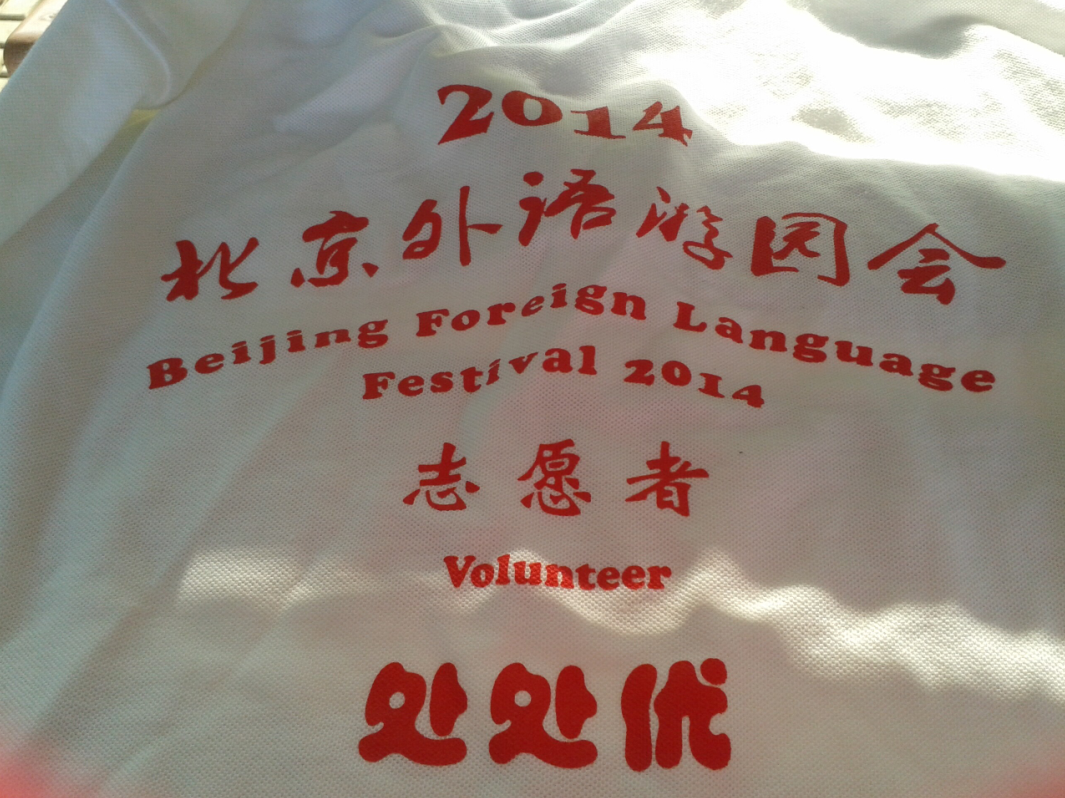 2014
北京外语游园会
Beijing Foreign Language
Festival 2014
志愿者
Volunteer
处处优